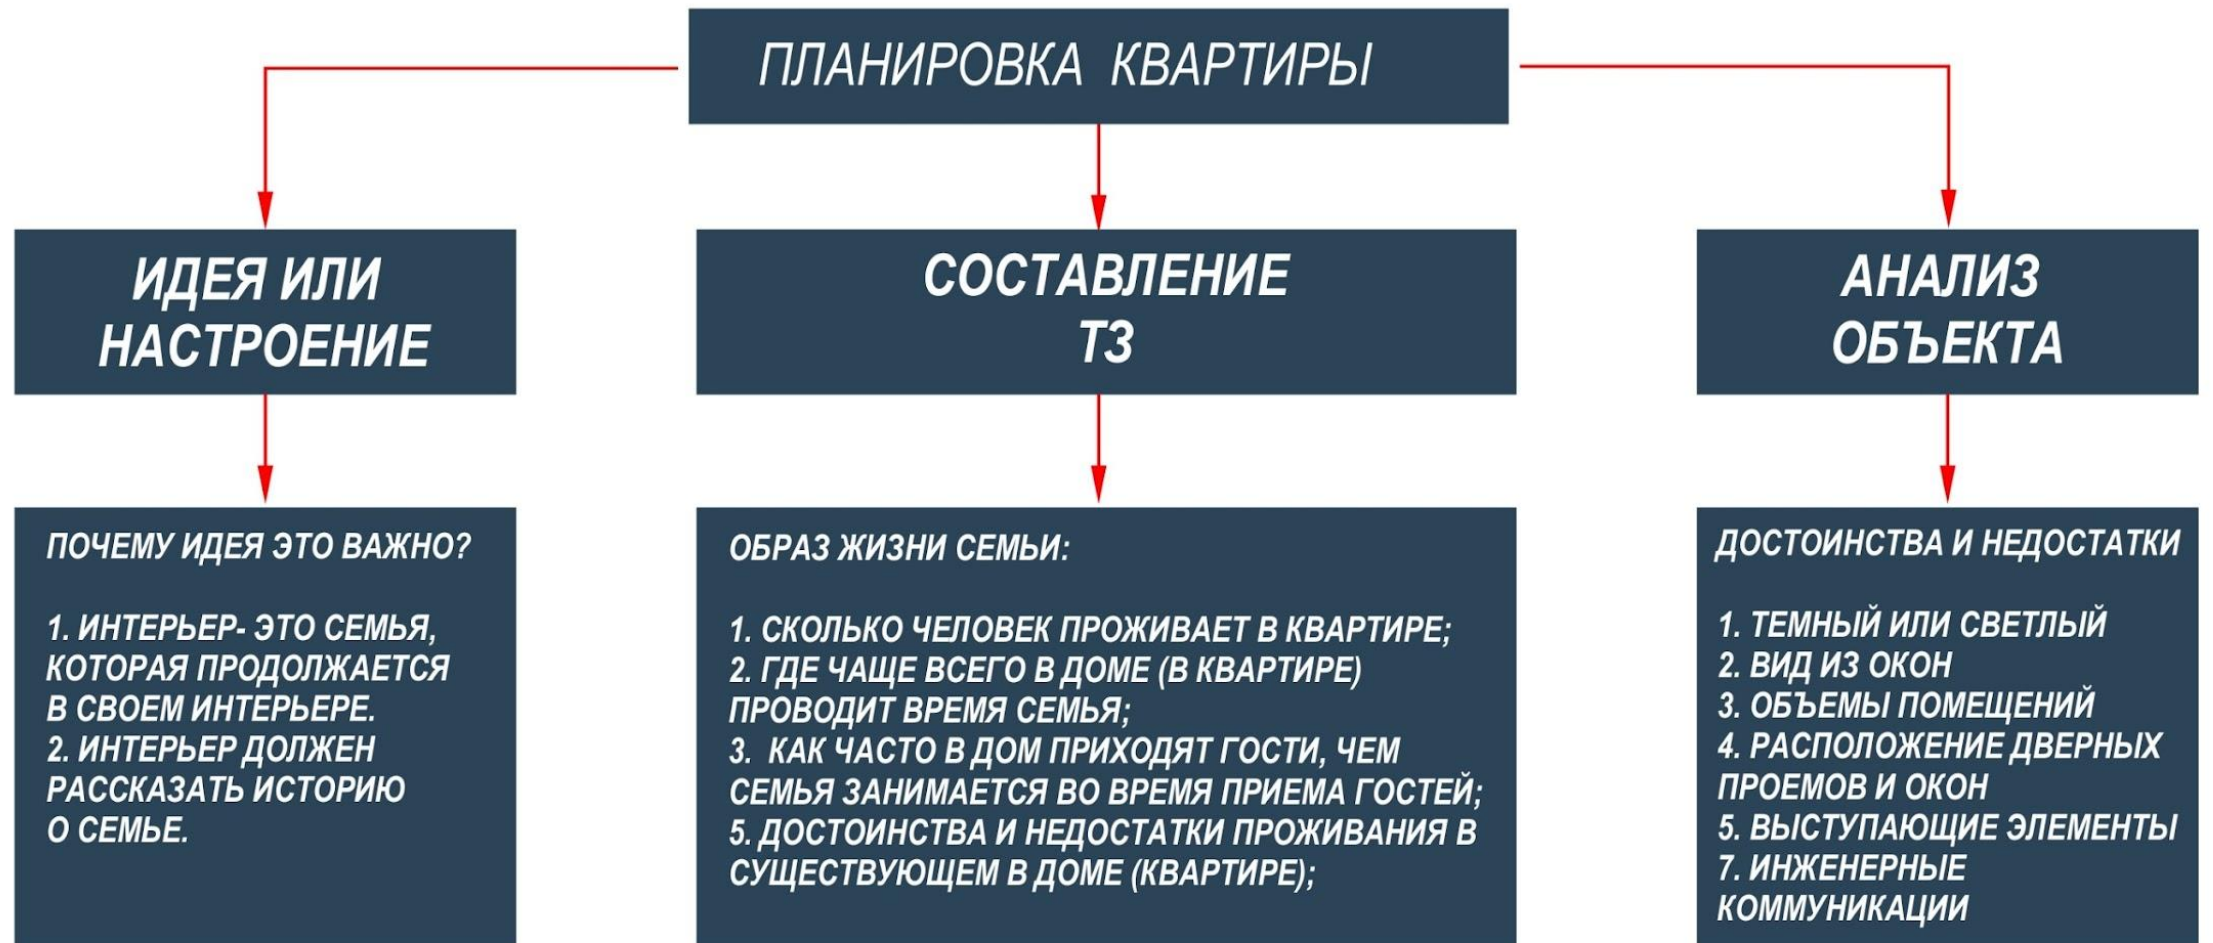 ПЛАНИРОВКА КВАРТИРЫ
ИДЕЯ ИЛИ
НАСТРОЕНИЕ
СОСТАВЛЕНИЕ
ТЗ
АНАЛИЗ
ОБЪЕКТА
ПОЧЕМУ ИДЕЯ ЭТО ВАЖНО?
1. ИНТЕРЬЕР- ЭТО СЕМЬЯ,
КОТОРАЯ ПРОДОЛЖАЕТСЯ
В СВОЕМ ИНТЕРЬЕРЕ.
2. ИНТЕРЬЕР ДОЛЖЕН
РАССКАЗАТЬ ИСТОРИЮ
О СЕМЬЕ.
ОБРАЗ ЖИЗНИ СЕМЬИ:
1. СКОЛЬКО ЧЕЛОВЕК ПРОЖИВАЕТ В КВАРТИРЕ;
2. ГДЕ ЧАЩЕ ВСЕГО В ДОМЕ (В КВАРТИРЕ)
ПРОВОДИТ ВРЕМЯ СЕМЬЯ;
3. КАК ЧАСТО В ДОМ ПРИХОДЯТ ГОСТИ, ЧЕМ
СЕМЬЯ ЗАНИМАЕТСЯ ВО ВРЕМЯ ПРИЕМА ГОСТЕЙ;
5. ДОСТОИНСТВА И НЕДОСТАТКИ ПРОЖИВАНИЯ В
СУЩЕСТВУЮЩЕМ В ДОМЕ (КВАРТИРЕ);
ДОСТОИНСТВА И НЕДОСТАТКИ
1. ТЕМНЫЙ ИЛИ СВЕТЛЫЙ
2. ВИД ИЗ ОКОН
3. ОБЪЕМЫ ПОМЕЩЕНИЙ
4. РАСПОЛОЖЕНИЕ ДВЕРНЫХ
ПРОЕМОВ И ОКОН
5. ВЫСТУПАЮЩИЕ ЭЛЕМЕНТЫ
7. ИНЖЕНЕРНЫЕ
КОММУНИКАЦИИ